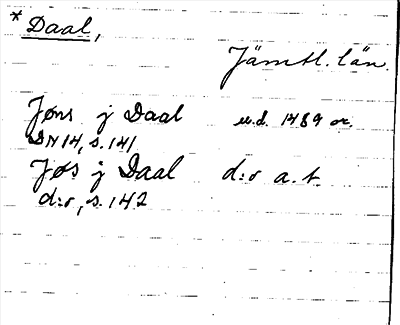 * Daal,
Jämtl. län.
Jøns j Daal u.d. 1489 or.
DN 14, s. 141
Jøs j Daal d:o a. t.
d:o, s. 142